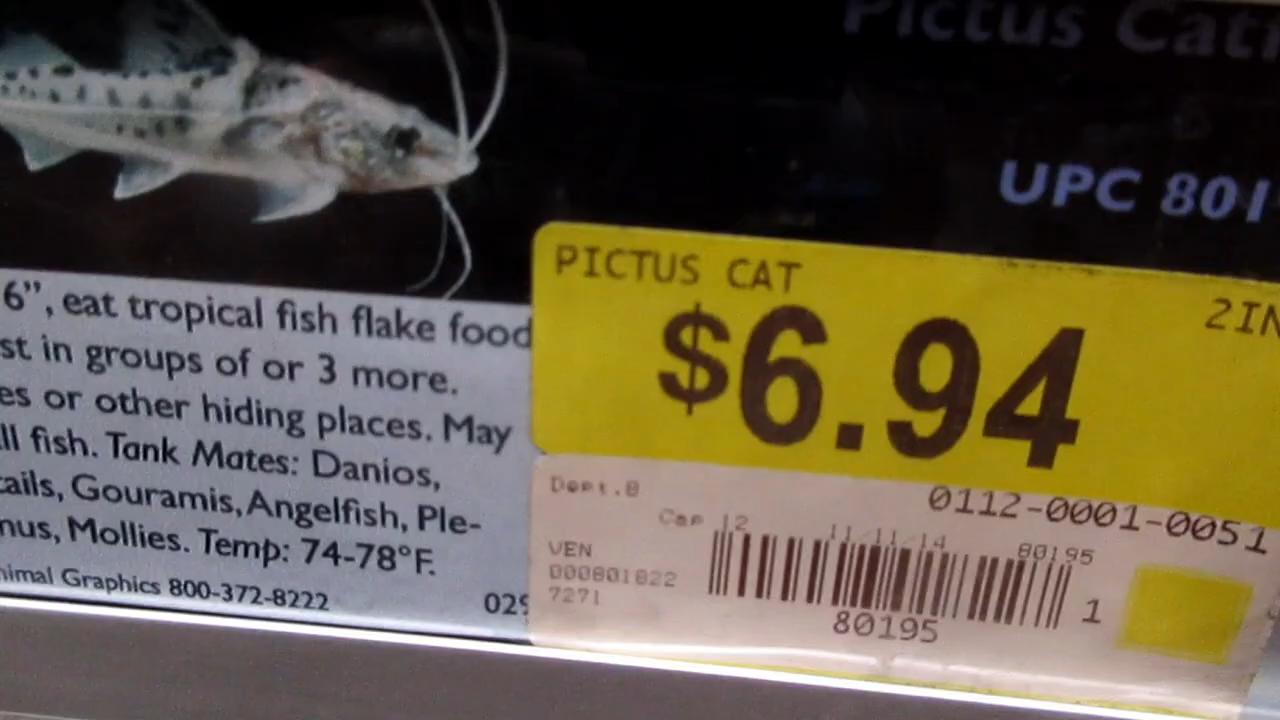 Pictus Catf
UPC 801
6”, eat tropical fish flake food
st in groups of or 3 more.
es or other hiding places. May
ll fish. Tank Mates: Danios,
tails, Gouramis, Angelfish, Ple-
nus, Mollies. Temp: 74-78°F.
nimal Graphics 800-372-8222
029
PICTUS CAT
2IN
$6.94
Dept.8
0112-0001-0051
Cap 12
11/11/14
80195
VEN
000801822
7271
1
80195